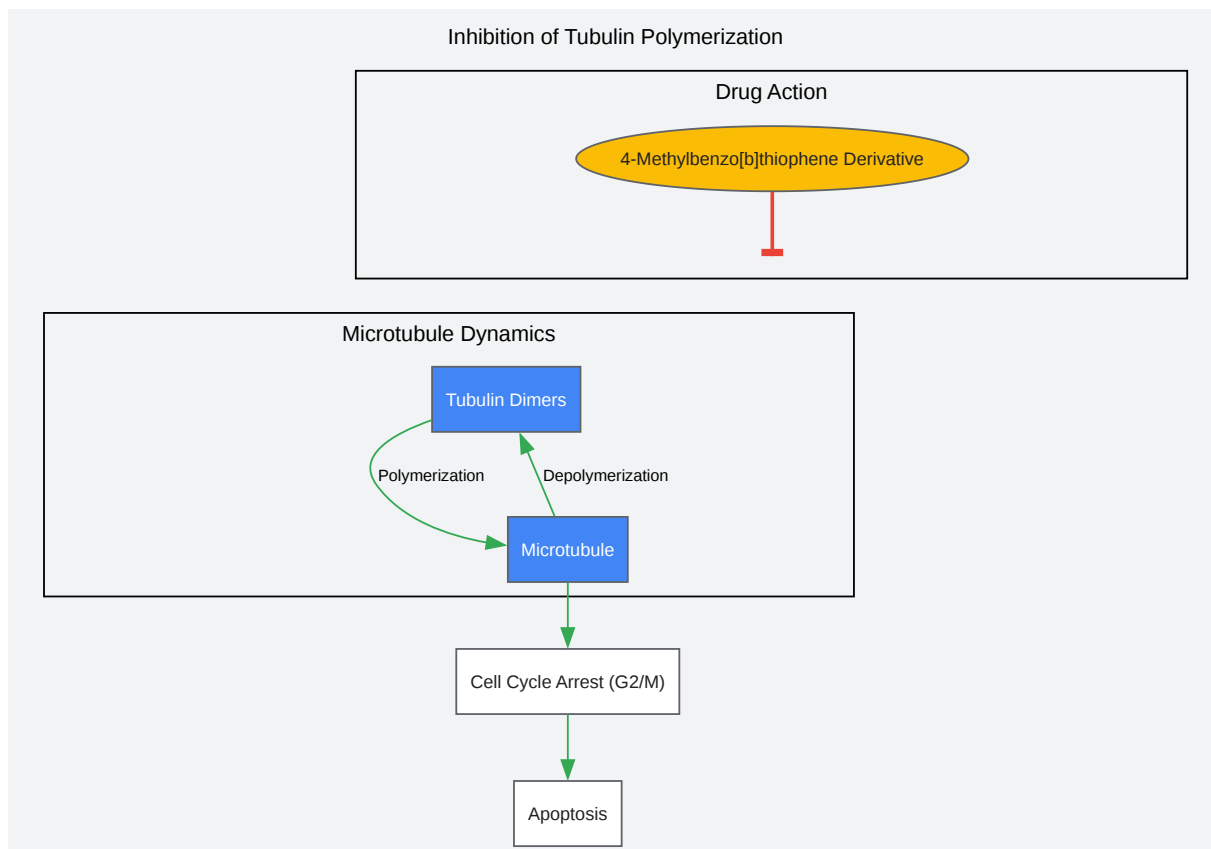 Inhibition of Tubulin Polymerization
Drug Action
4-Methylbenzo[b]thiophene Derivative
Microtubule Dynamics
Tubulin Dimers
Polymerization
Depolymerization
Microtubule
Cell Cycle Arrest (G2/M)
Apoptosis